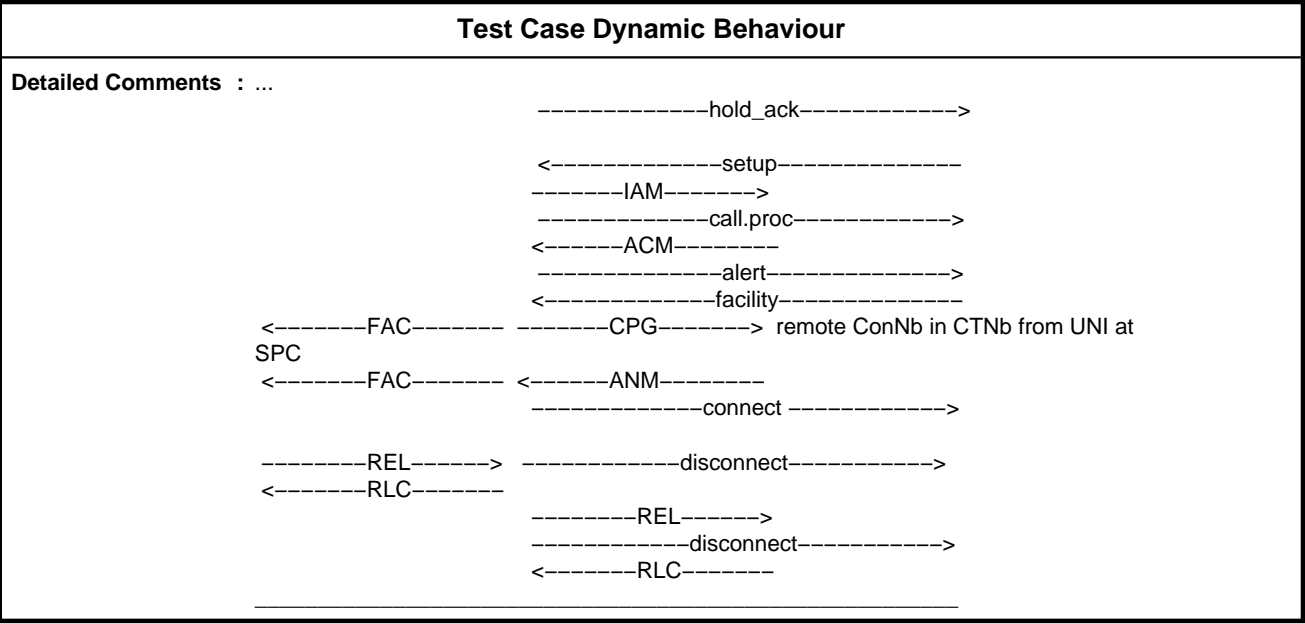 Test Case Dynamic Behaviour
Detailed Comments : ...
−−−−−−−−−−−−−hold_ack−−−−−−−−−−−−>
<−−−−−−−−−−−−−setup−−−−−−−−−−−−−−
−−−−−−−IAM−−−−−−−>
−−−−−−−−−−−−−call.proc−−−−−−−−−−−−>
<−−−−−−ACM−−−−−−−−
−−−−−−−−−−−−−−alert−−−−−−−−−−−−−−>
<−−−−−−−−−−−−−facility−−−−−−−−−−−−−−
<−−−−−−−FAC−−−−−−− −−−−−−−CPG−−−−−−−> remote ConNb in CTNb from UNI at
SPC
<−−−−−−−FAC−−−−−−− <−−−−−−ANM−−−−−−−−
−−−−−−−−−−−−−connect −−−−−−−−−−−−>
−−−−−−−−REL−−−−−−> −−−−−−−−−−−−disconnect−−−−−−−−−−−>
<−−−−−−−RLC−−−−−−−
−−−−−−−−REL−−−−−−>
−−−−−−−−−−−−disconnect−−−−−−−−−−−>
<−−−−−−−RLC−−−−−−−